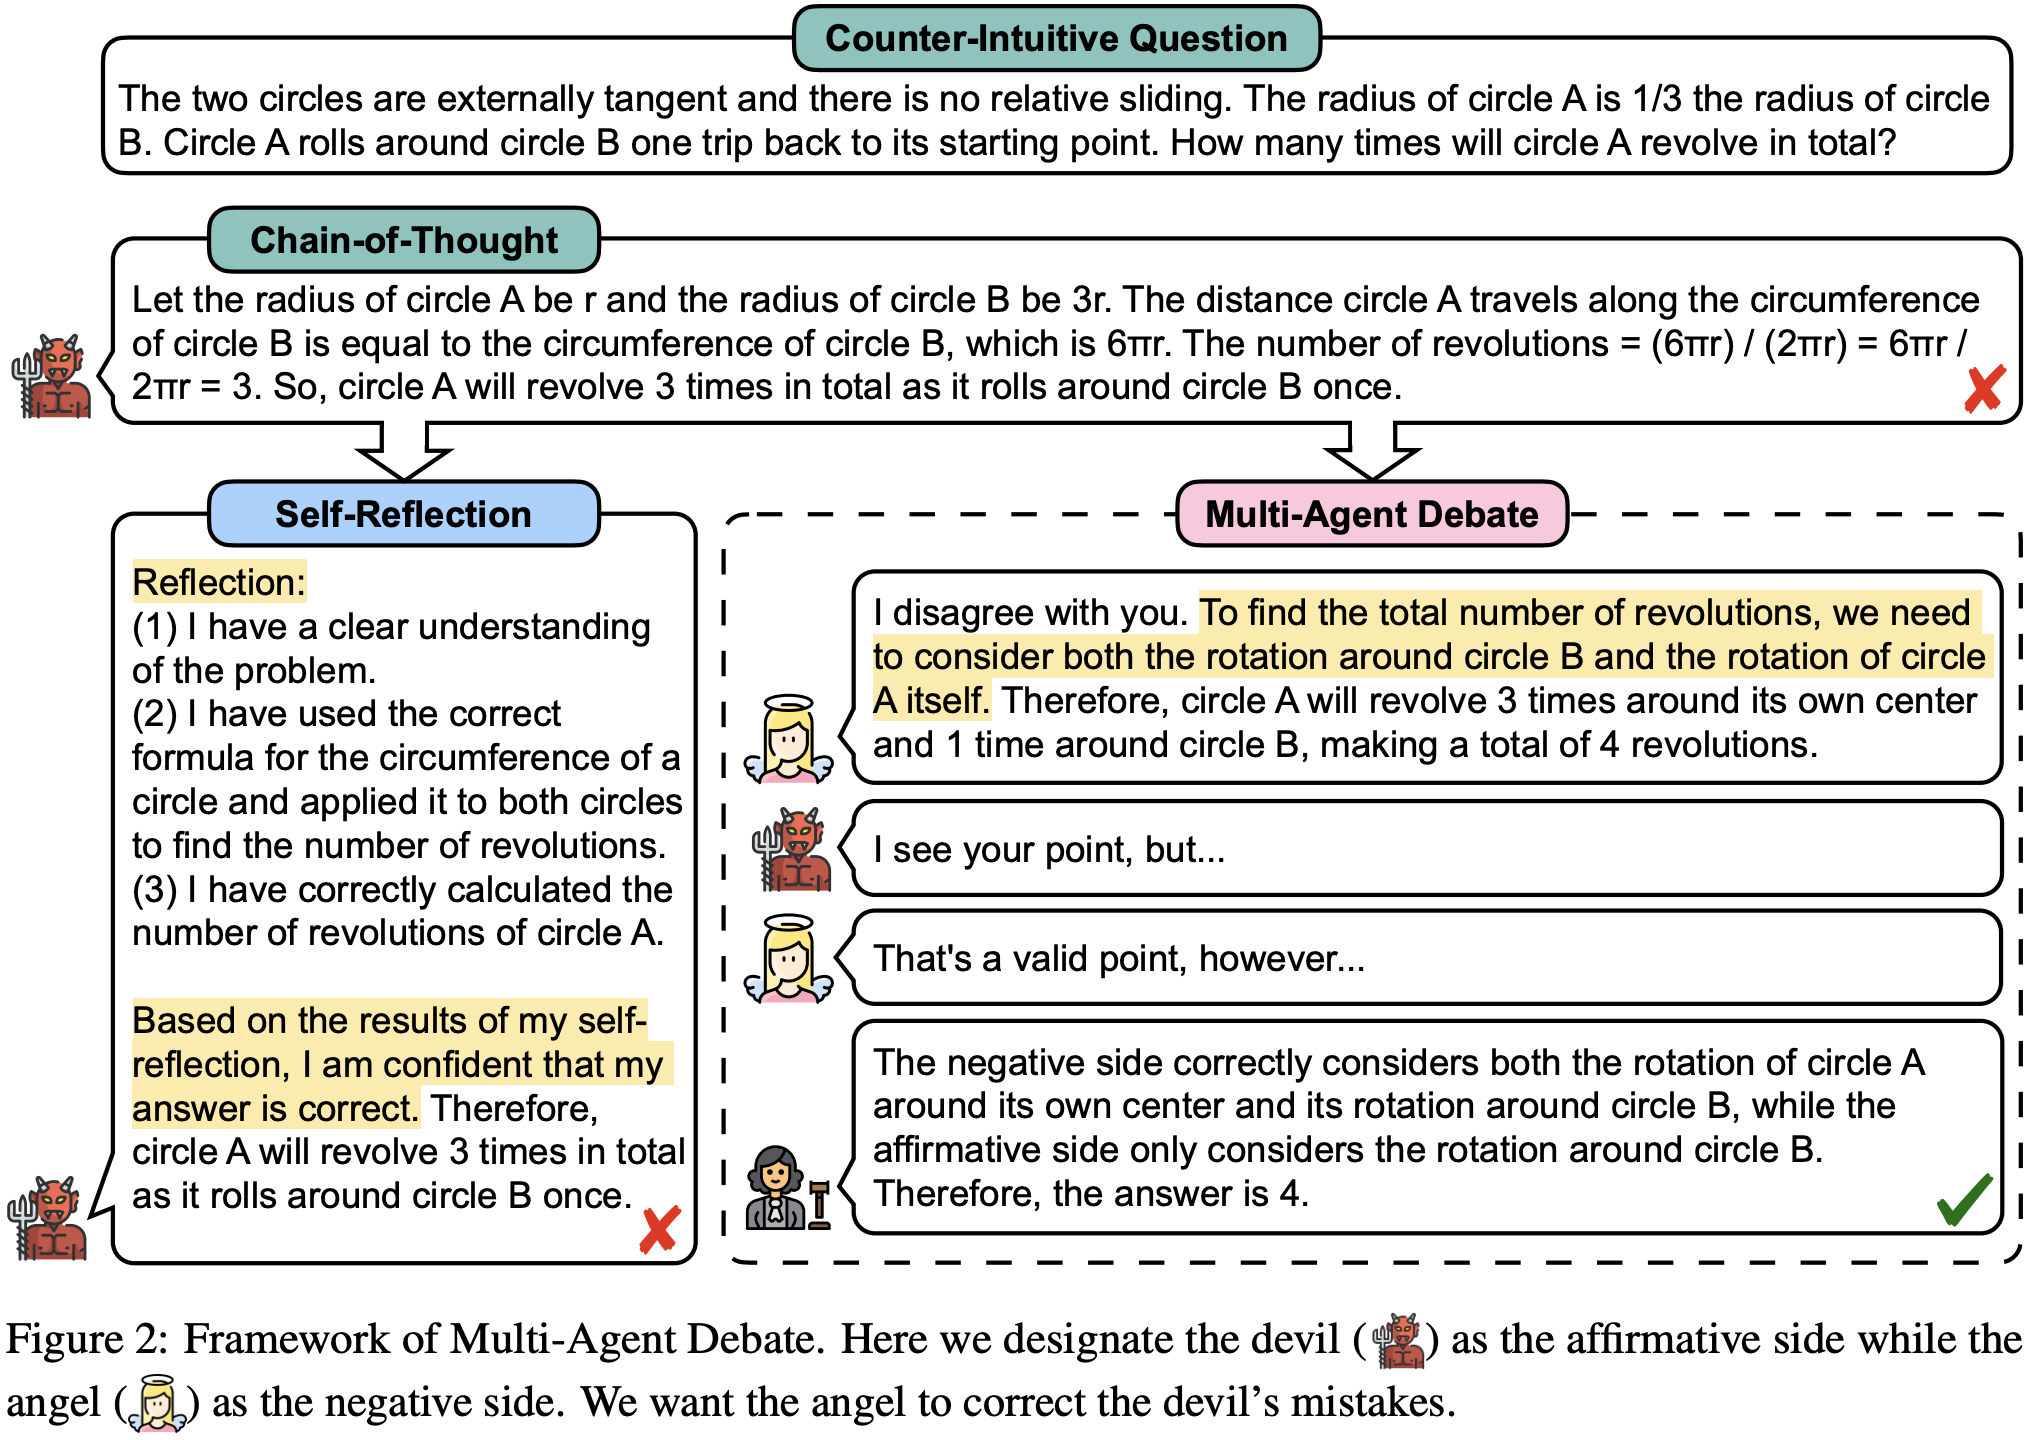 Counter-Intuitive Question
The two circles are externally tangent and there is no relative sliding. The radius of circle A is 1/3 the radius of circle
B. Circle A rolls around circle B one trip back to its starting point. How many times will circle A revolve in total?
Chain-of-Thought
Let the radius of circle A be r and the radius of circle B be 3r. The distance circle A travels along the circumference
of circle B is equal to the circumference of circle B, which is 6πr. The number of revolutions = (6πr) / (2πr) = 6πr /
2πr = 3. So, circle A will revolve 3 times in total as it rolls around circle B once.
Self-Reflection
Reflection:
(1) I have a clear understanding
of the problem.
(2) I have used the correct
formula for the circumference of a
circle and applied it to both circles
to find the number of revolutions.
(3) I have correctly calculated the
number of revolutions of circle A.
Based on the results of my self-
reflection, I am confident that my
answer is correct. Therefore,
circle A will revolve 3 times in total
as it rolls around circle B once.
Multi-Agent Debate
I disagree with you. To find the total number of revolutions, we need
to consider both the rotation around circle B and the rotation of circle
A itself. Therefore, circle A will revolve 3 times around its own center
and 1 time around circle B, making a total of 4 revolutions.
I see your point, but...
That's a valid point, however...
The negative side correctly considers both the rotation of circle A
around its own center and its rotation around circle B, while the
affirmative side only considers the rotation around circle B.
Therefore, the answer is 4.
Figure 2: Framework of Multi-Agent Debate. Here we designate the devil ( ) as the affirmative side while the
angel ( ) as the negative side. We want the angel to correct the devil’s mistakes.